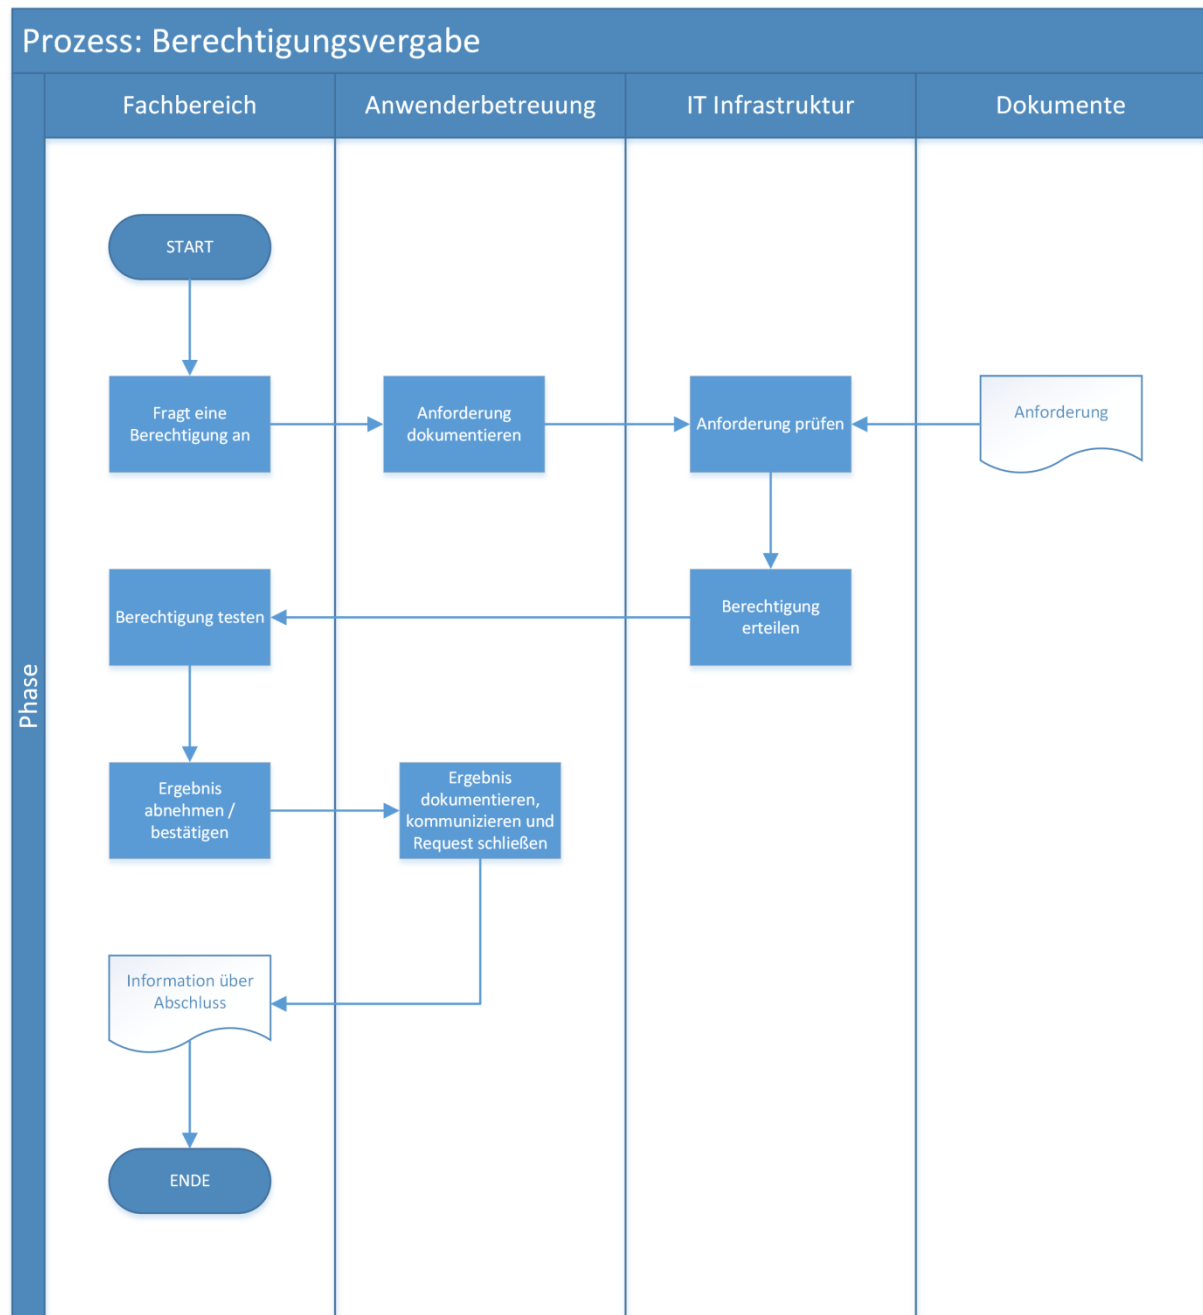 Prozess: Berechtigungsvergabe
Fachbereich
Anwenderbetreuung
IT Infrastruktur
Dokumente
Phase
START
Fragt eine
Berechtigung an
Anforderung
dokumentieren
Anforderung prüfen
Anforderung
Berechtigung testen
Berechtigung
erteilen
Ergebnis
abnehmen /
bestätigen
Ergebnis
dokumentieren,
kommunizieren und
Request schließen
Information über
Abschluss
ENDE